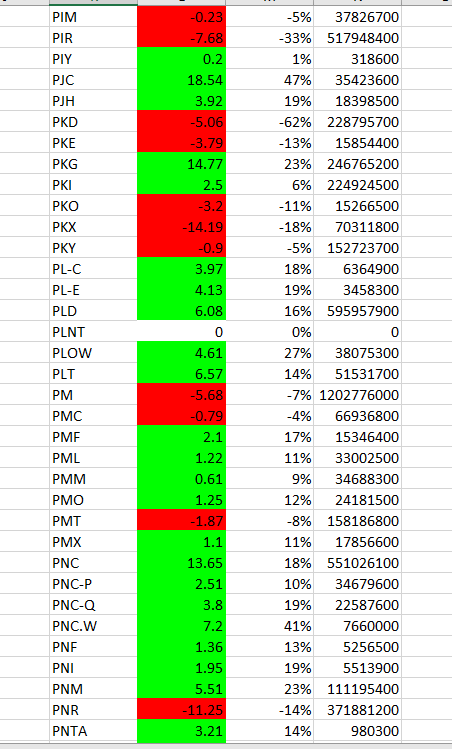 PIM -0.23 -5% 37826700
PIR -7.68 -33% 517948400
PIY 0.2 1% 318600
PJC 18.54 47% 35423600
PJH 3.92 19% 18398500
PKD -5.06 -62% 228795700
PKE -3.79 -13% 15854400
PKG 14.77 23% 246765200
PKI 2.5 6% 224924500
PKO -3.2 -11% 15266500
PKX -14.19 -18% 70311800
PKY -0.9 -5% 152723700
PL-C 3.97 18% 6364900
PL-E 4.13 19% 3458300
PLD 6.08 16% 595957900
PLNT 0 0% 0
PLOW 4.61 27% 38075300
PLT 6.57 14% 51531700
PM -5.68 -7% 1202776000
PMC -0.79 -4% 66936800
PMF 2.1 17% 15346400
PML 1.22 11% 33002500
PMM 0.61 9% 34688300
PMO 1.25 12% 24181500
PMT -1.87 -8% 158186800
PMX 1.1 11% 17856600
PNC 13.65 18% 551026100
PNC-P 2.51 10% 34679600
PNC-Q 3.8 19% 22587600
PNC.W 7.2 41% 7660000
PNF 1.36 13% 5256500
PNI 1.95 19% 5513900
PNM 5.51 23% 111195400
PNR -11.25 -14% 371881200
PNTA 3.21 14% 980300